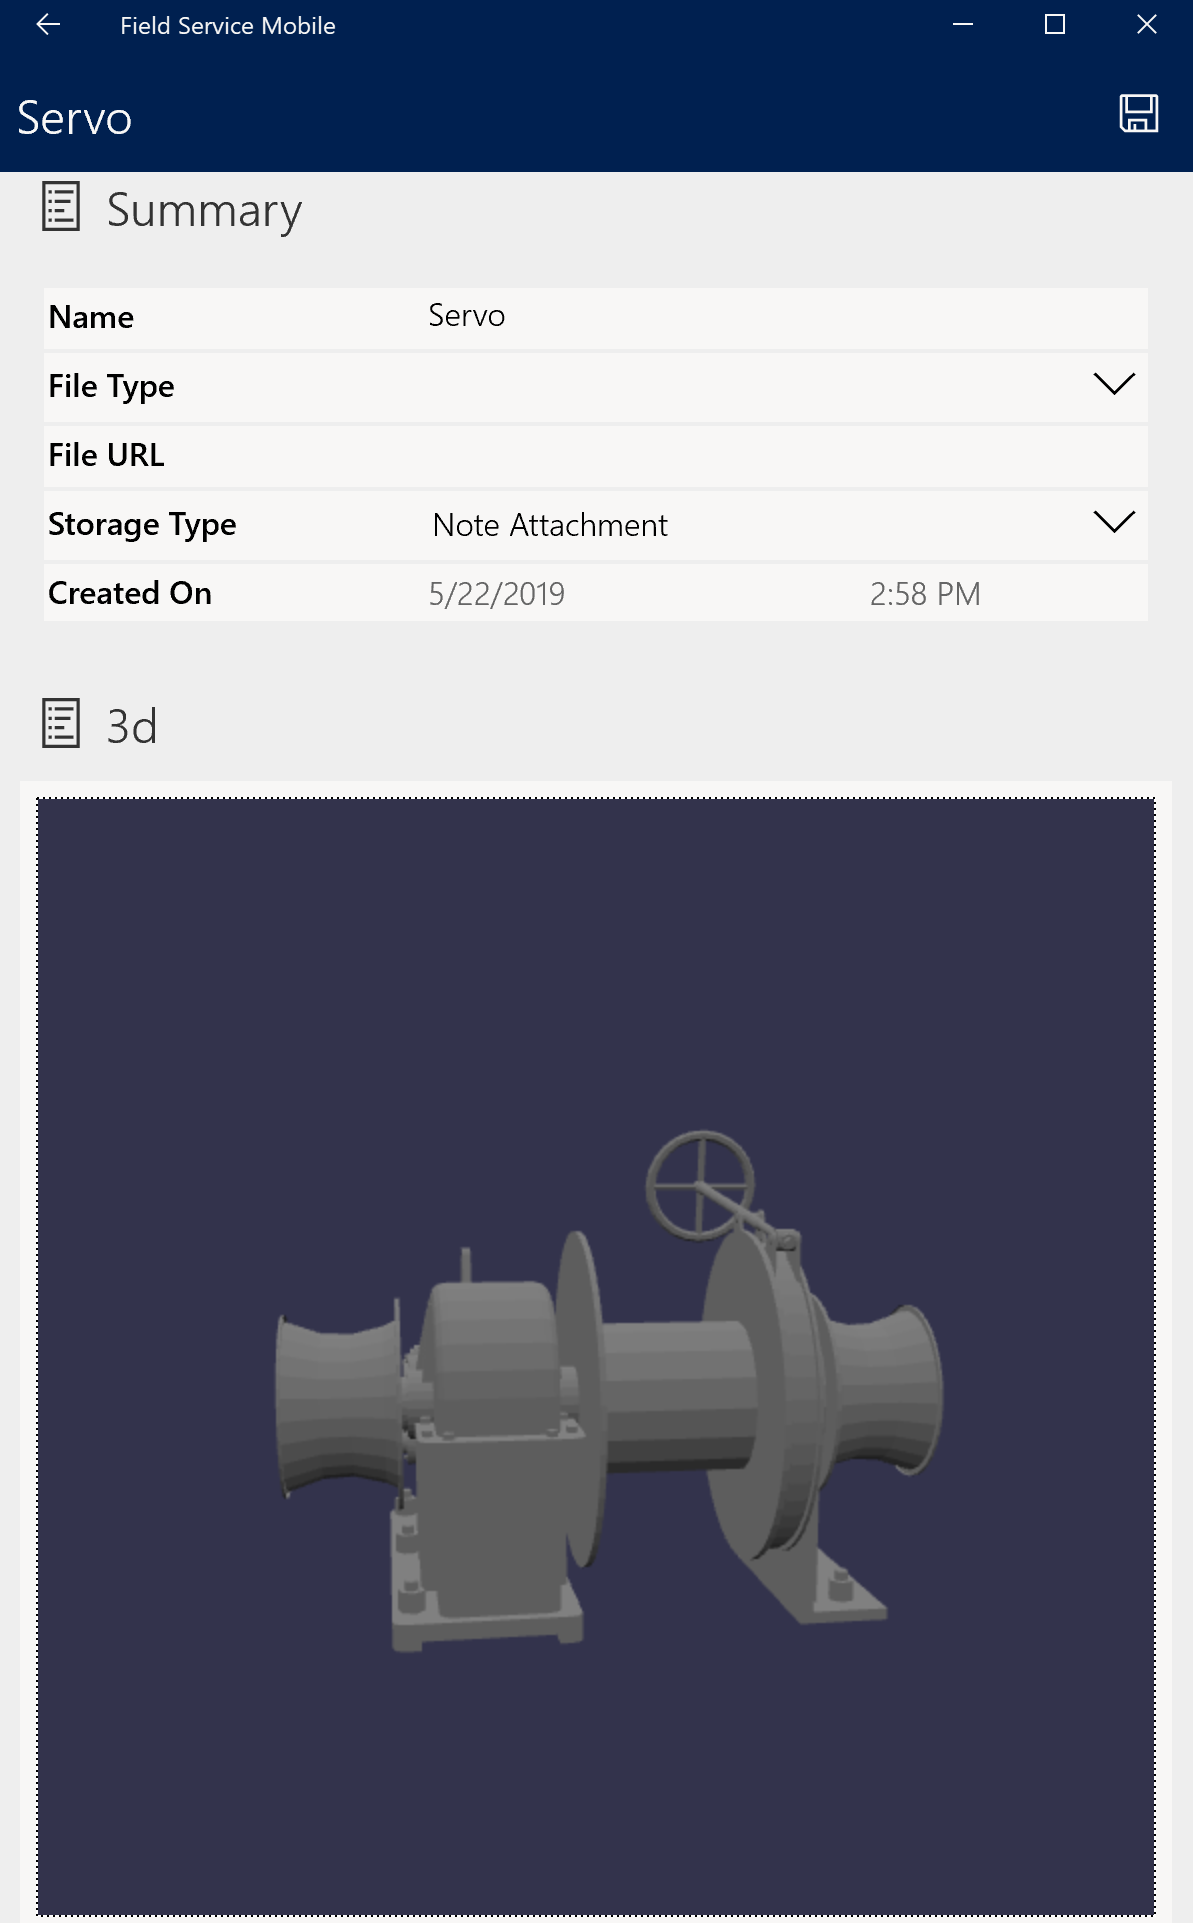 Field Service Mobile
Servo
Summary
Name Servo
File Type
File URL
Storage Type Note Attachment
Created On 5/22/2019 2:58 PM
3d